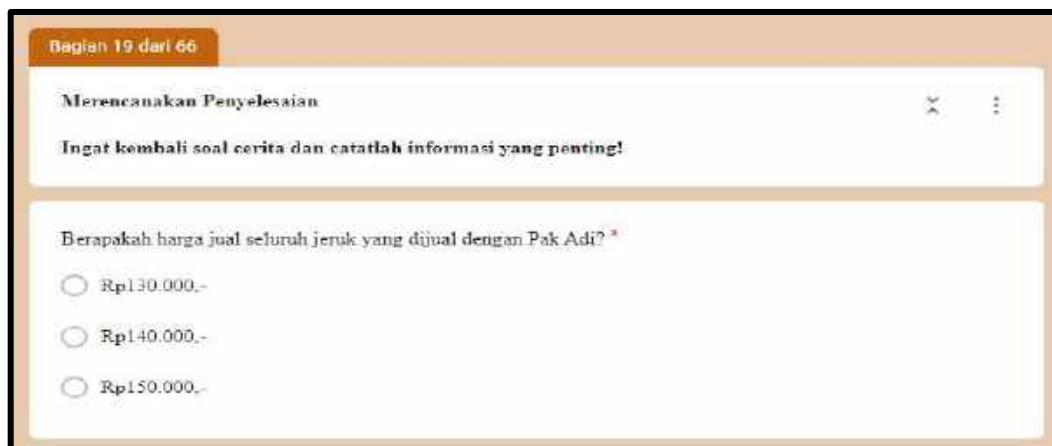 Bagian 19 dari 66
Merencanakan Penyelesaian
Ingat kembali soal cerita dan catatlah informasi yang penting!
Berapakah harga jual seluruh jeruk yang dijual dengan Pak Adi? *
Rp130.000,-
Rp140.000,-
Rp150.000,-